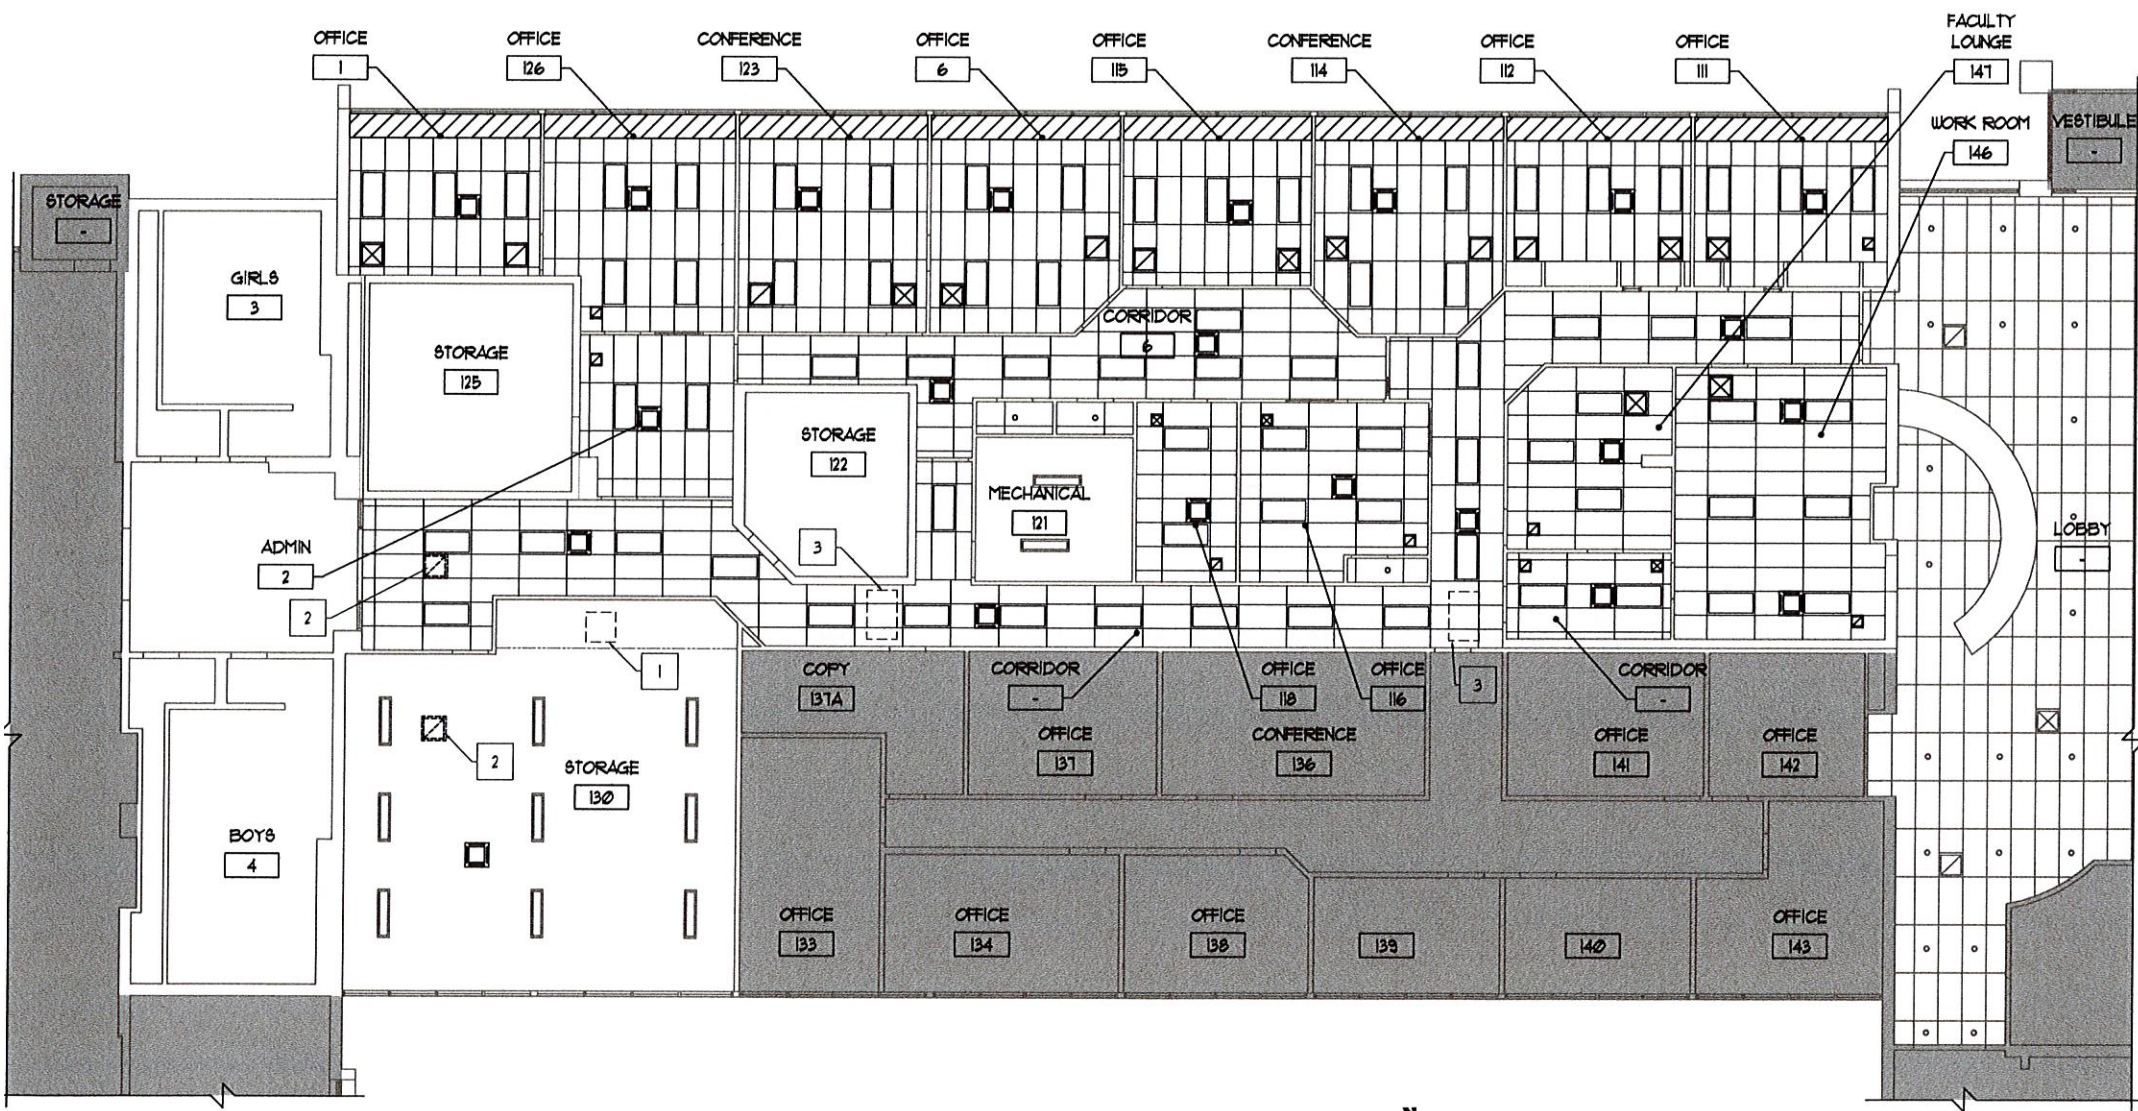 OFFICE
1
OFFICE
126
CONFERENCE
123
OFFICE
6
OFFICE
115
CONFERENCE
114
OFFICE
112
OFFICE
111
FACULTY
LOUNGE
147
WORK ROOM
146
VESTIBULE
-
STORAGE
-
GIRLS
3
STORAGE
125
CORRIDOR
6
STORAGE
122
MECHANICAL
121
3
ADMIN
2
2
LOBBY
-
1
COPY
137A
CORRIDOR
-
OFFICE
118
OFFICE
116
3
CORRIDOR
-
OFFICE
137
CONFERENCE
136
OFFICE
141
OFFICE
142
2
STORAGE
130
BOYS
4
OFFICE
133
OFFICE
134
OFFICE
138
139
140
OFFICE
143